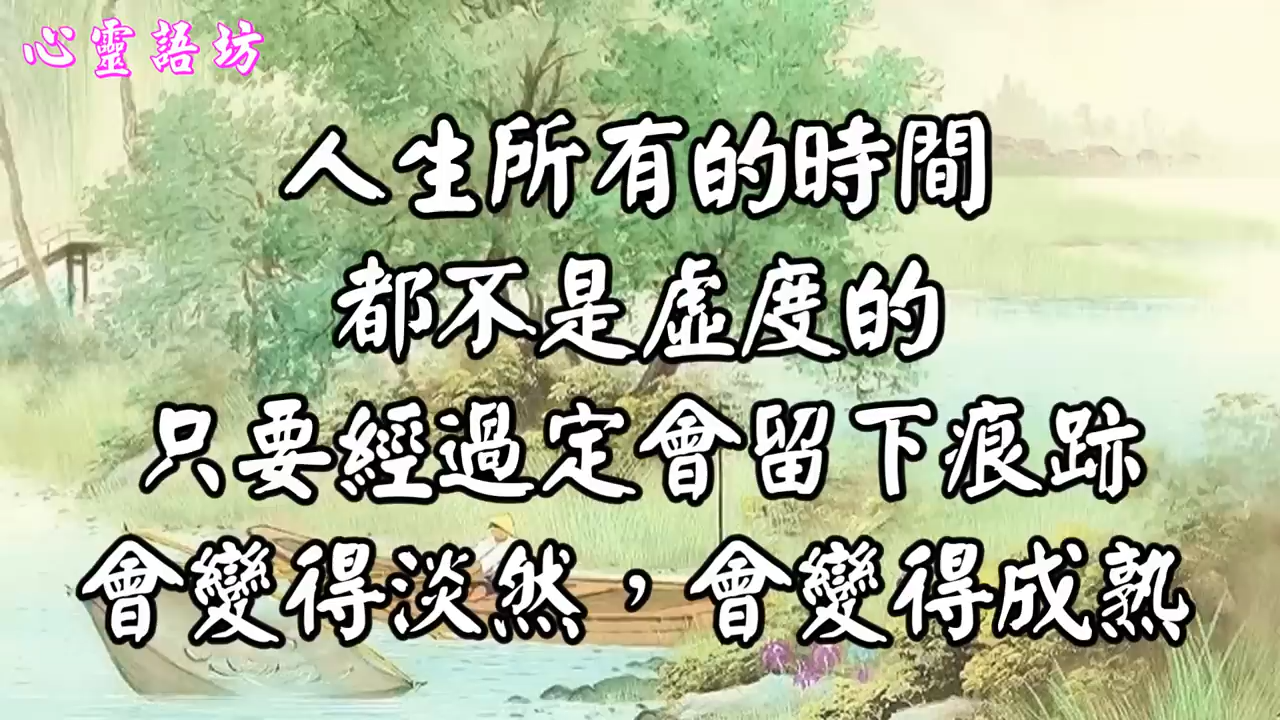 心靈語坊
人生所有的時間
都不是虛度的
只要經過定會留下痕跡
會變得淡然，會變得成熟